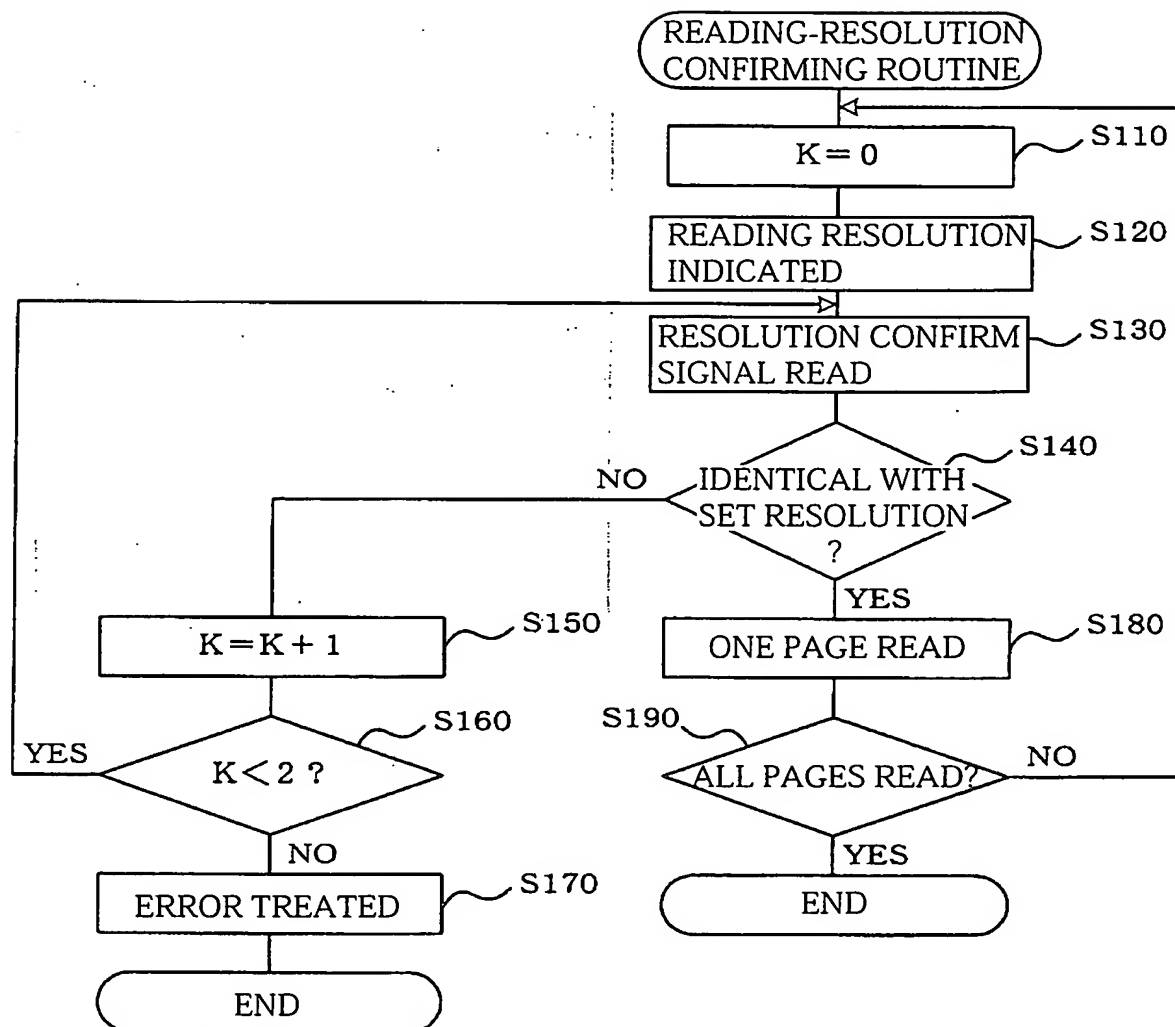 READING-RESOLUTION
CONFIRMING ROUTINE
K=0
S110
READING RESOLUTION
INDICATED
S120
RESOLUTION CONFIRM
SIGNAL READ
S130
IDENTICAL WITH
SET RESOLUTION
?
S140
NO
YES
K=K+1
S150
ONE PAGE READ
S180
K<2 ?
S160
YES
NO
ALL PAGES READ?
S190
NO
YES
ERROR TREATED
S170
END
END